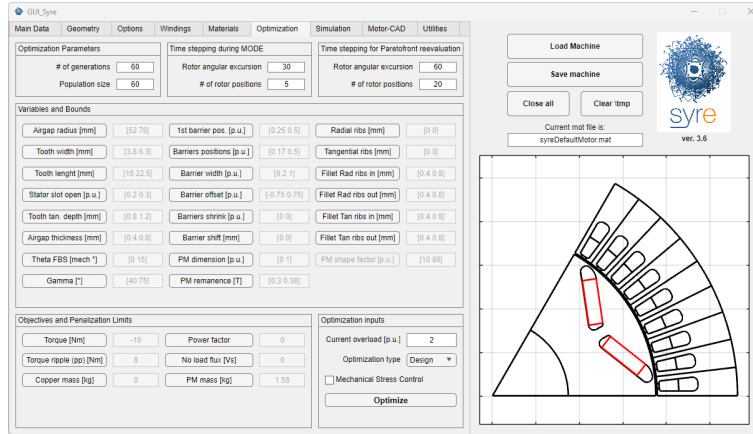 GUI_Syre
Main Data Geometry Options Windings Materials Optimization Simulation Motor-CAD Utilities
Optimization Parameters
# of generations 60
Population size 60
Time stepping during MODE
Rotor angular excursion 30
# of rotor positions 5
Time stepping for Paretofront reevaluation
Rotor angular excursion 60
# of rotor positions 20
Variables and Bounds
Airgap radius [mm] [52 78] 1st barrier pos. [p.u.] [0.25 0.5] Radial ribs [mm] [0 0]
Tooth width [mm] [3.8 6.3] Barriers positions [p.u.] [0.17 0.5] Tangential ribs [mm] [0 0]
Tooth lenght [mm] [15 22.5] Barrier width [p.u.] [0.2 1] Fillet Rad ribs in [mm] [0.4 0.8]
Stator slot open [p.u.] [0.2 0.3] Barrier offset [p.u.] [-0.75 0.75] Fillet Rad ribs out [mm] [0.4 0.8]
Tooth tan. depth [mm] [0.8 1.2] Barriers shrink [p.u.] [0 0] Fillet Tan ribs in [mm] [0.4 0.8]
Airgap thickness [mm] [0.4 0.8] Barrier shift [mm] [0 0] Fillet Tan ribs out [mm] [0.4 0.8]
Theta FBS [mech °] [0 15] PM dimension [p.u.] [0 1] PM shape factor [p.u.] [10 89]
Gamma [°] [40 75] PM remanence [T] [0.3 0.38]
Objectives and Penalization Limits
Torque [Nm] -10 Power factor 0
Torque ripple (pp) [Nm] 8 No load flux [Vs] 0
Copper mass [kg] 0 PM mass [kg] 1.58
Optimization inputs
Current overload [p.u.] 2
Optimization type Design
Mechanical Stress Control
Optimize
Load Machine
Save machine
Close all Clear \tmp
Current mot file is:
syreDefaultMotor.mat
syre
ver. 3.6